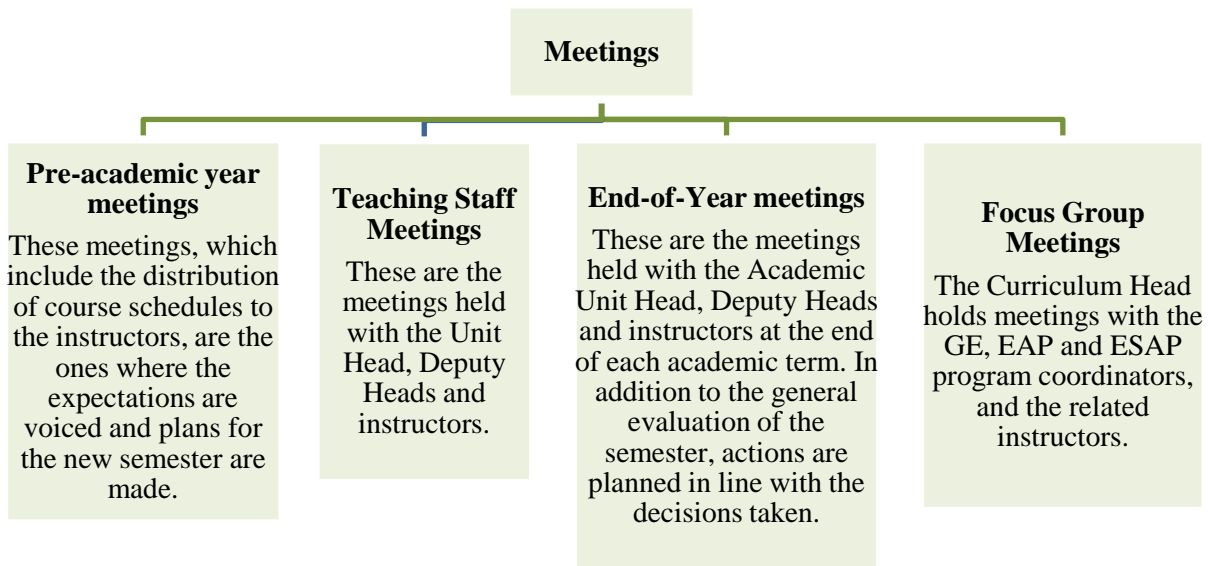 Meetings
Pre-academic year
meetings
These meetings, which
include the distribution
of course schedules to
the instructors, are the
ones where the
expectations are
voiced and plans for
the new semester are
made.
Teaching Staff
Meetings
These are the
meetings held
with the Unit
Head, Deputy
Heads and
instructors.
End-of-Year meetings
These are the meetings
held with the Academic
Unit Head, Deputy Heads
and instructors at the end
of each academic term. In
addition to the general
evaluation of the
semester, actions are
planned in line with the
decisions taken.
Focus Group
Meetings
The Curriculum Head
holds meetings with the
GE, EAP and ESAP
program coordinators,
and the related
instructors.